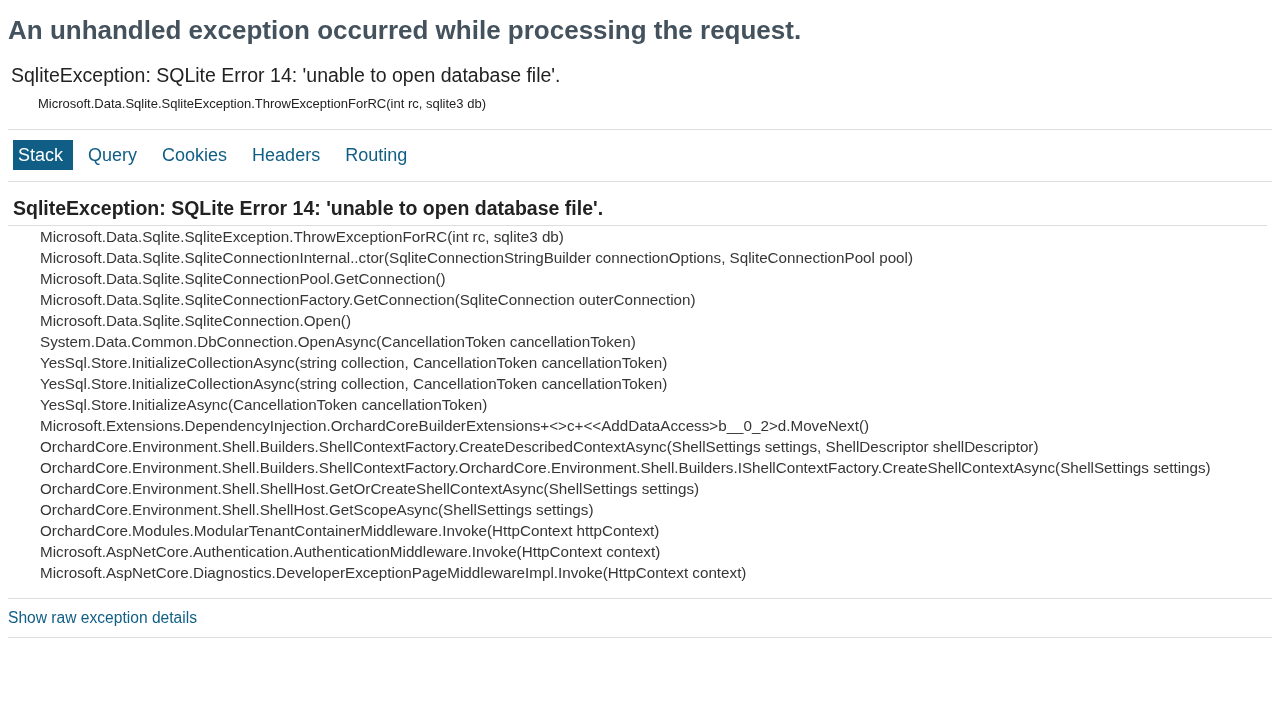 An unhandled exception occurred while processing the request.
SqliteException: SQLite Error 14: 'unable to open database file'.
Microsoft.Data.Sqlite.SqliteException.ThrowExceptionForRC(int rc, sqlite3 db)
Stack Query Cookies Headers Routing
SqliteException: SQLite Error 14: 'unable to open database file'.
Microsoft.Data.Sqlite.SqliteException.ThrowExceptionForRC(int rc, sqlite3 db)
Microsoft.Data.Sqlite.SqliteConnectionInternal..ctor(SqliteConnectionStringBuilder connectionOptions, SqliteConnectionPool pool)
Microsoft.Data.Sqlite.SqliteConnectionPool.GetConnection()
Microsoft.Data.Sqlite.SqliteConnectionFactory.GetConnection(SqliteConnection outerConnection)
Microsoft.Data.Sqlite.SqliteConnection.Open()
System.Data.Common.DbConnection.OpenAsync(CancellationToken cancellationToken)
YesSql.Store.InitializeCollectionAsync(string collection, CancellationToken cancellationToken)
YesSql.Store.InitializeCollectionAsync(string collection, CancellationToken cancellationToken)
YesSql.Store.InitializeAsync(CancellationToken cancellationToken)
Microsoft.Extensions.DependencyInjection.OrchardCoreBuilderExtensions+<>c+<<AddDataAccess>b__0_2>d.MoveNext()
OrchardCore.Environment.Shell.Builders.ShellContextFactory.CreateDescribedContextAsync(ShellSettings settings, ShellDescriptor shellDescriptor)
OrchardCore.Environment.Shell.Builders.ShellContextFactory.OrchardCore.Environment.Shell.Builders.IShellContextFactory.CreateShellContextAsync(ShellSettings settings)
OrchardCore.Environment.Shell.ShellHost.GetOrCreateShellContextAsync(ShellSettings settings)
OrchardCore.Environment.Shell.ShellHost.GetScopeAsync(ShellSettings settings)
OrchardCore.Modules.ModularTenantContainerMiddleware.Invoke(HttpContext httpContext)
Microsoft.AspNetCore.Authentication.AuthenticationMiddleware.Invoke(HttpContext context)
Microsoft.AspNetCore.Diagnostics.DeveloperExceptionPageMiddlewareImpl.Invoke(HttpContext context)
Show raw exception details